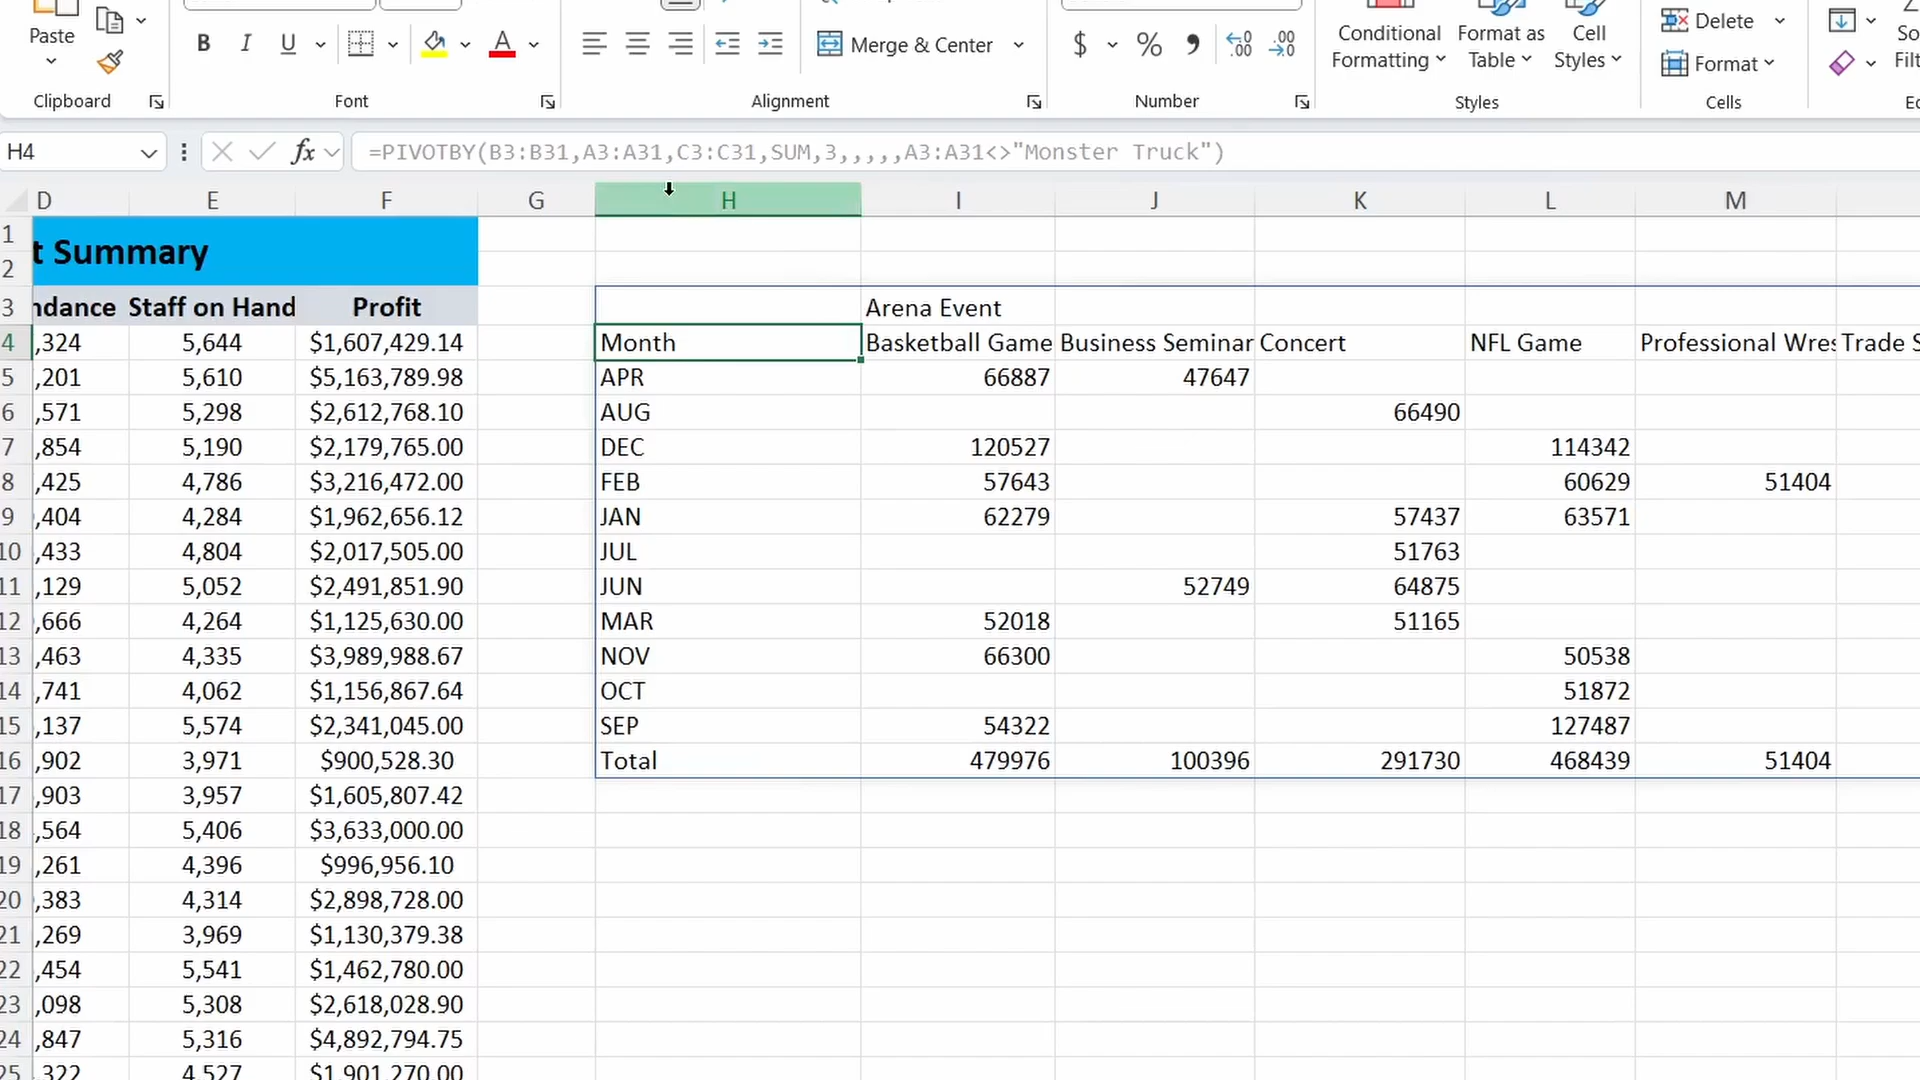 Paste
B I U
A
Merge & Center
$ %
Conditional Formatting
Format as Table
Cell Styles
Delete
Format
Clipboard Font Alignment Number Styles Cells
H4 fx =PIVOTBY(B3:B31,A3:A31,C3:C31,SUM,3,,,,,A3:A31<>"Monster Truck")
D E F G H I J K L M
1 t Summary
2
3 ndance Staff on Hand Profit Arena Event
4 ,324 5,644 $1,607,429.14 Month Basketball Game Business Seminar Concert NFL Game Professional Wres Trade S
5 ,201 5,610 $5,163,789.98 APR 66887 47647
6 ,571 5,298 $2,612,768.10 AUG 66490
7 ,854 5,190 $2,179,765.00 DEC 120527 114342
8 ,425 4,786 $3,216,472.00 FEB 57643 60629 51404
9 ,404 4,284 $1,962,656.12 JAN 62279 57437 63571
10 ,433 4,804 $2,017,505.00 JUL 51763
11 ,129 5,052 $2,491,851.90 JUN 52749 64875
12 ,666 4,264 $1,125,630.00 MAR 52018 51165
13 ,463 4,335 $3,989,988.67 NOV 66300 50538
14 ,741 4,062 $1,156,867.64 OCT 51872
15 ,137 5,574 $2,341,045.00 SEP 54322 127487
16 ,902 3,971 $900,528.30 Total 479976 100396 291730 468439 51404
17 ,903 3,957 $1,605,807.42
18 ,564 5,406 $3,633,000.00
19 ,261 4,396 $996,956.10
20 ,383 4,314 $2,898,728.00
21 ,269 3,969 $1,130,379.38
22 ,454 5,541 $1,462,780.00
23 ,098 5,308 $2,618,028.90
24 ,847 5,316 $4,892,794.75
25 ,322 4,527 $1,901,270.00